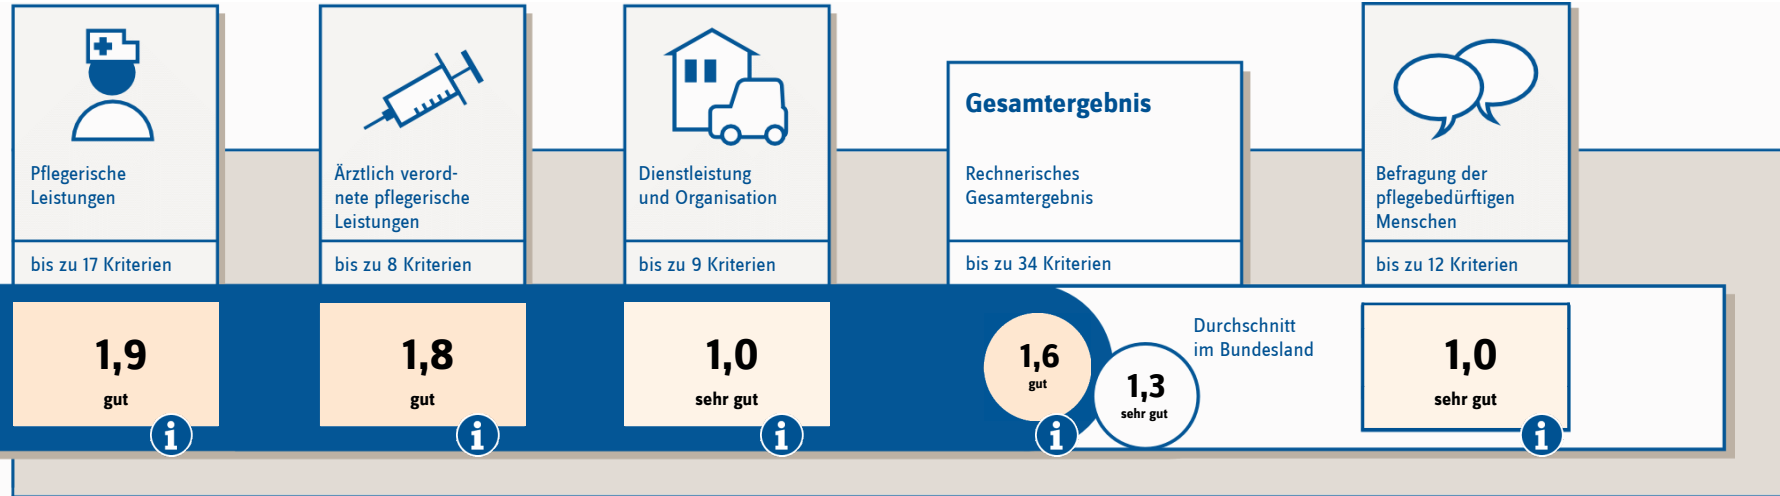 Pflegerische
Leistungen
bis zu 17 Kriterien
1,9
gut
i
Ärztlich verord-
nete pflegerische
Leistungen
bis zu 8 Kriterien
1,8
gut
i
Dienstleistung
und Organisation
bis zu 9 Kriterien
1,0
sehr gut
i
Gesamtergebnis
Rechnerisches
Gesamtergebnis
bis zu 34 Kriterien
1,6
gut
i
1,3
sehr gut
Durchschnitt
im Bundesland
Befragung der
pflegebedürftigen
Menschen
bis zu 12 Kriterien
1,0
sehr gut
i